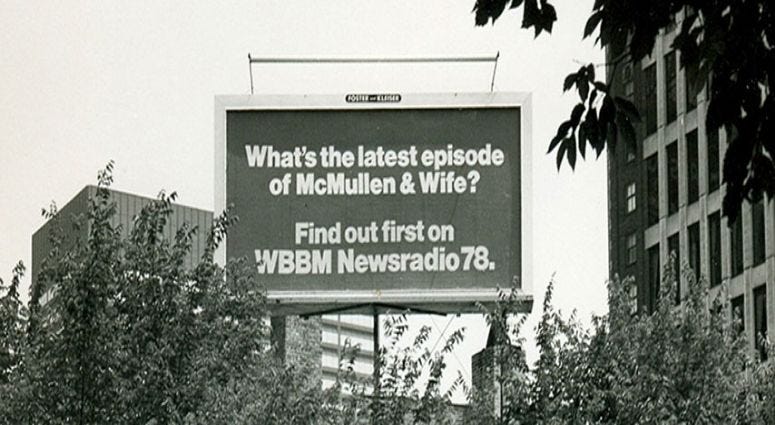 FOSTER AND KLEISER
What's the latest episode
of McMullen & Wife?
Find out first on
WBBM Newsradio 78.